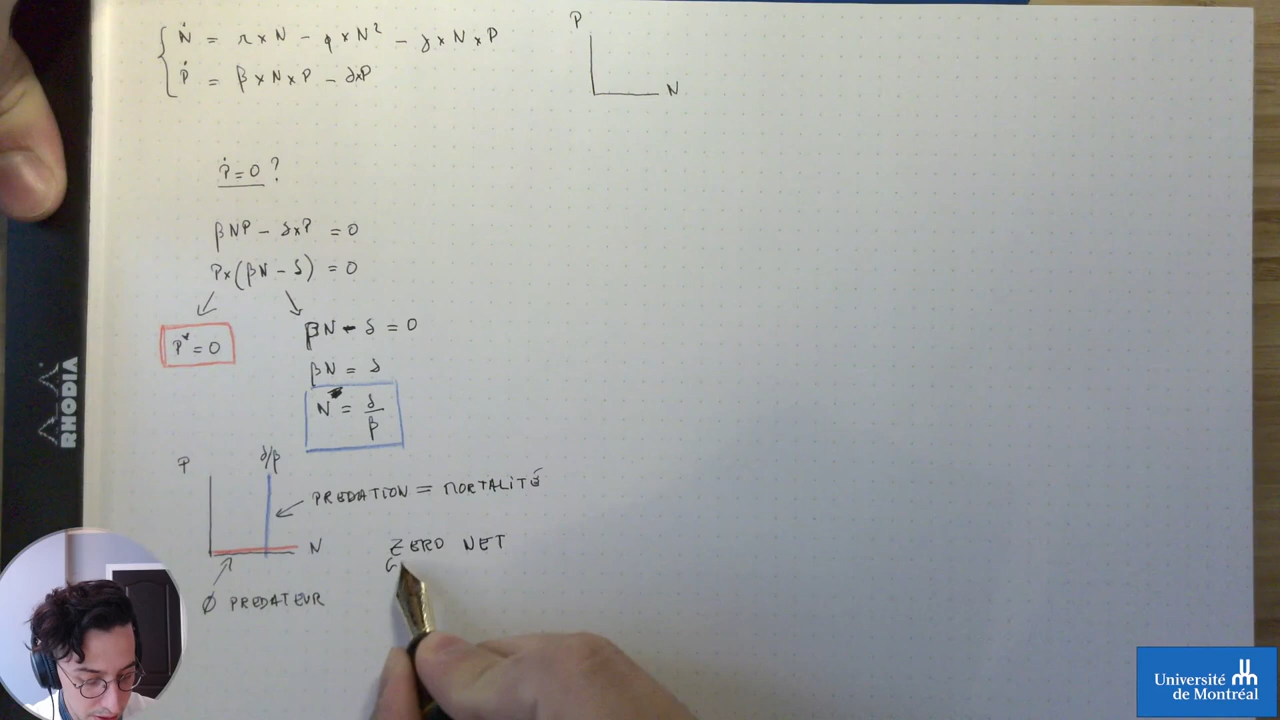 Ṅ = r×N − q×N² − γ×N×P
Ṗ = β×N×P − δ×P
P
N
Ṗ=0 ?
βNP − δ×P = 0
P×(βN − δ) = 0
P* = 0
βN − δ = 0
βN = δ
N* = δ/β
P
δ/β
PREDATION = MORTALITÉ
N
ZERO NET
Ø PREDATEUR
RHODIA
Université
de Montréal